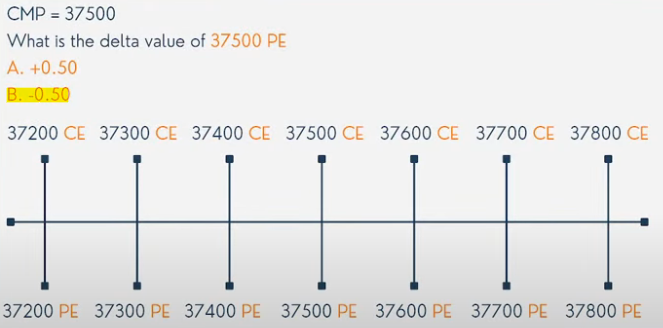 CMP = 37500
What is the delta value of 37500 PE
A. +0.50
B. -0.50
37200 CE 37300 CE 37400 CE 37500 CE 37600 CE 37700 CE 37800 CE
37200 PE 37300 PE 37400 PE 37500 PE 37600 PE 37700 PE 37800 PE